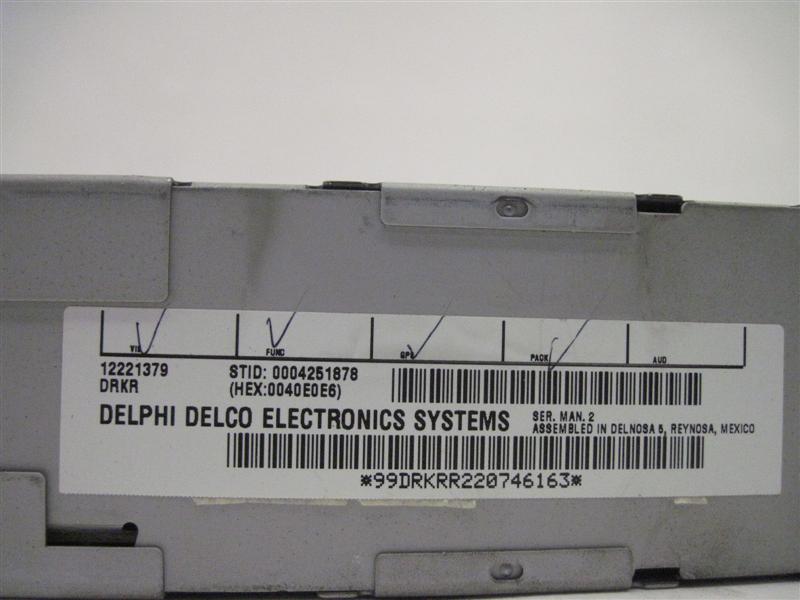 VIS FUNC GPS PACK AUD
12221379 STID: 0004251878
DRKR (HEX:0040E0E6)
DELPHI DELCO ELECTRONICS SYSTEMS SER. MAN. 2
ASSEMBLED IN DELNOSA 5, REYNOSA, MEXICO
*99DRKRR220746163*